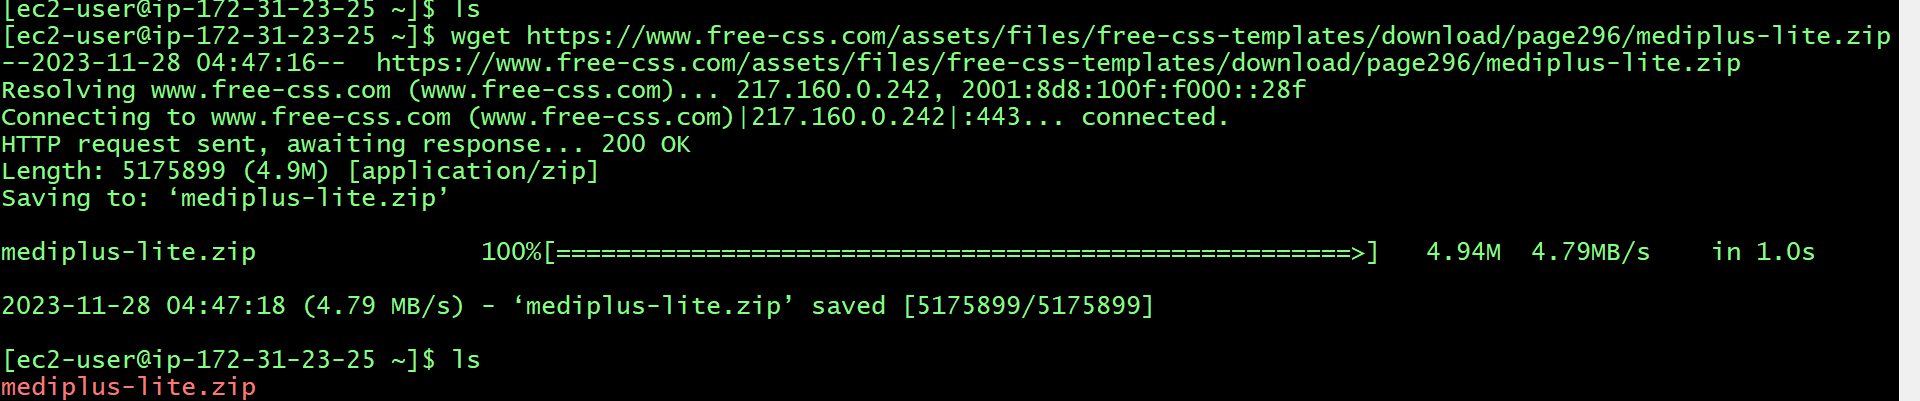 [ec2-user@ip-172-31-23-25 ~]$ ls
[ec2-user@ip-172-31-23-25 ~]$ wget https://www.free-css.com/assets/files/free-css-templates/download/page296/mediplus-lite.zip
--2023-11-28 04:47:16--  https://www.free-css.com/assets/files/free-css-templates/download/page296/mediplus-lite.zip
Resolving www.free-css.com (www.free-css.com)... 217.160.0.242, 2001:8d8:100f:f000::28f
Connecting to www.free-css.com (www.free-css.com)|217.160.0.242|:443... connected.
HTTP request sent, awaiting response... 200 OK
Length: 5175899 (4.9M) [application/zip]
Saving to: ‘mediplus-lite.zip’
mediplus-lite.zip               100%[=====================================================>]   4.94M  4.79MB/s    in 1.0s
2023-11-28 04:47:18 (4.79 MB/s) - ‘mediplus-lite.zip’ saved [5175899/5175899]
[ec2-user@ip-172-31-23-25 ~]$ ls
mediplus-lite.zip